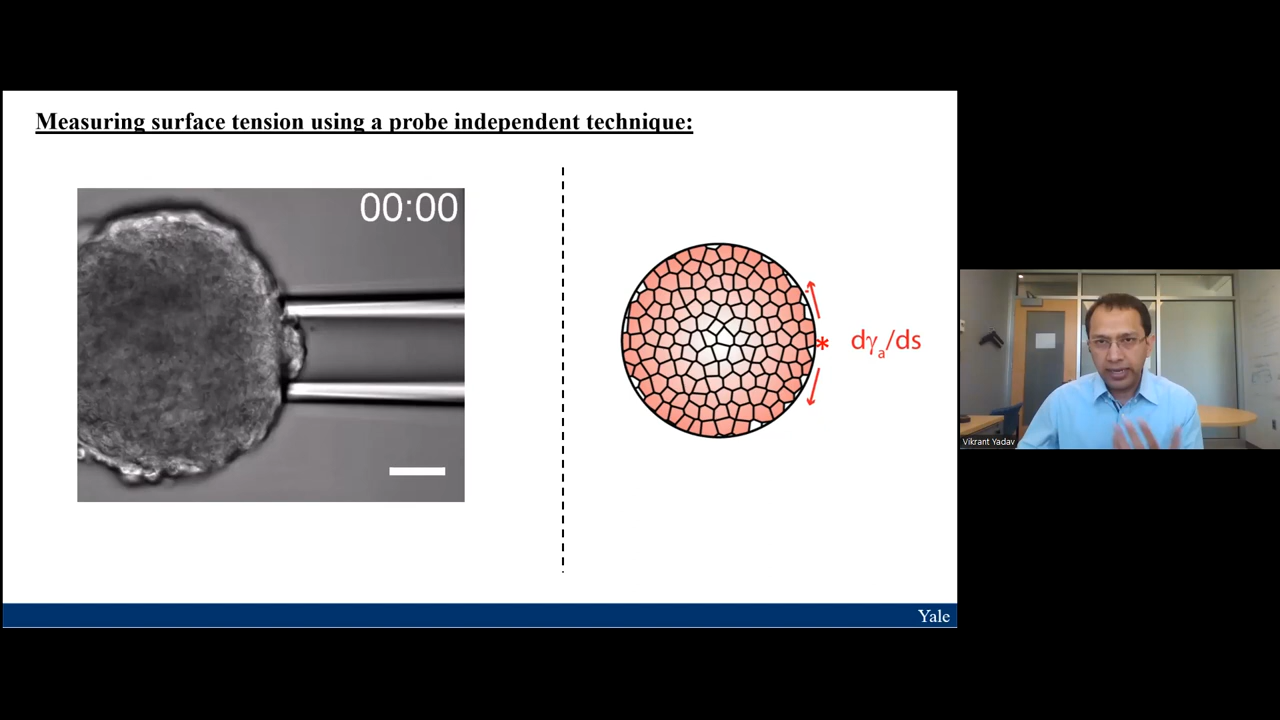 Measuring surface tension using a probe independent technique:
00:00
* dγₐ/ds
Vikrant Yadav
Yale